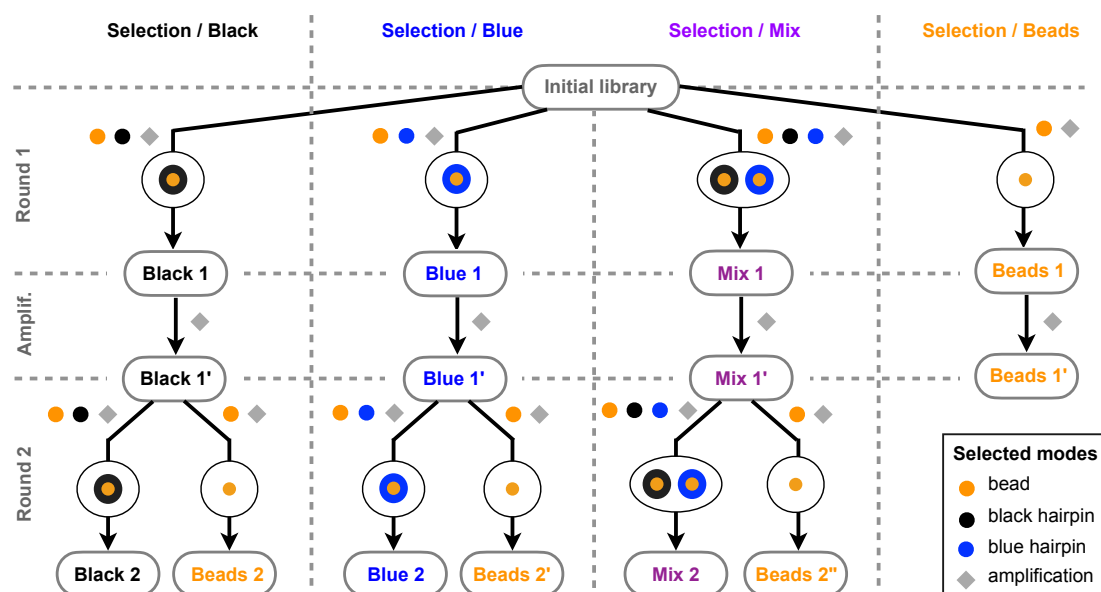 Selection / Black
Selection / Blue
Selection / Mix
Selection / Beads
Initial library
Round 1
Black 1
Blue 1
Mix 1
Beads 1
Amplif.
Black 1'
Blue 1'
Mix 1'
Beads 1'
Round 2
Black 2
Beads 2
Blue 2
Beads 2'
Mix 2
Beads 2"
Selected modes
bead
black hairpin
blue hairpin
amplification